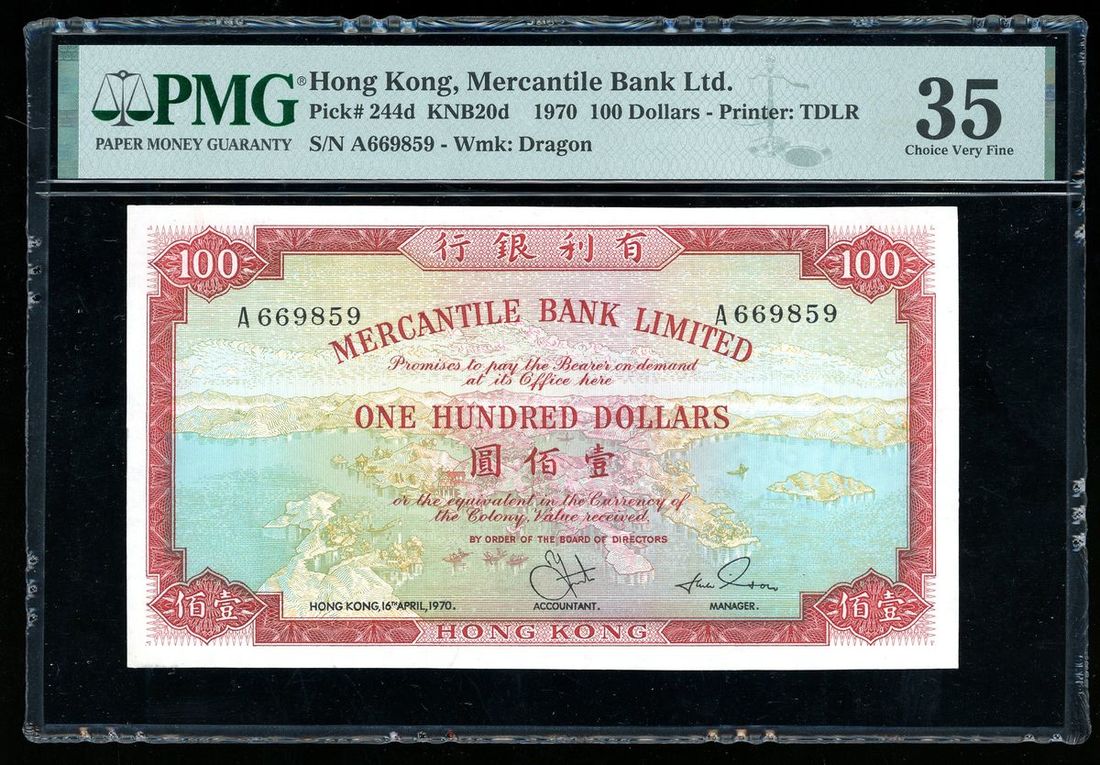 PMG®
PAPER MONEY GUARANTY
Hong Kong, Mercantile Bank Ltd.
Pick# 244d KNB20d 1970 100 Dollars - Printer: TDLR
S/N A669859 - Wmk: Dragon
35
Choice Very Fine
行銀利有
100
100
A 669859
A 669859
MERCANTILE BANK LIMITED
Promises to pay the Bearer on demand
at its Office here
ONE HUNDRED DOLLARS
圓佰壹
or the equivalent in the Currency of
the Colony, Value received.
BY ORDER OF THE BOARD OF DIRECTORS
HONG KONG, 16TH APRIL, 1970.
ACCOUNTANT.
MANAGER.
佰壹
佰壹
HONG KONG